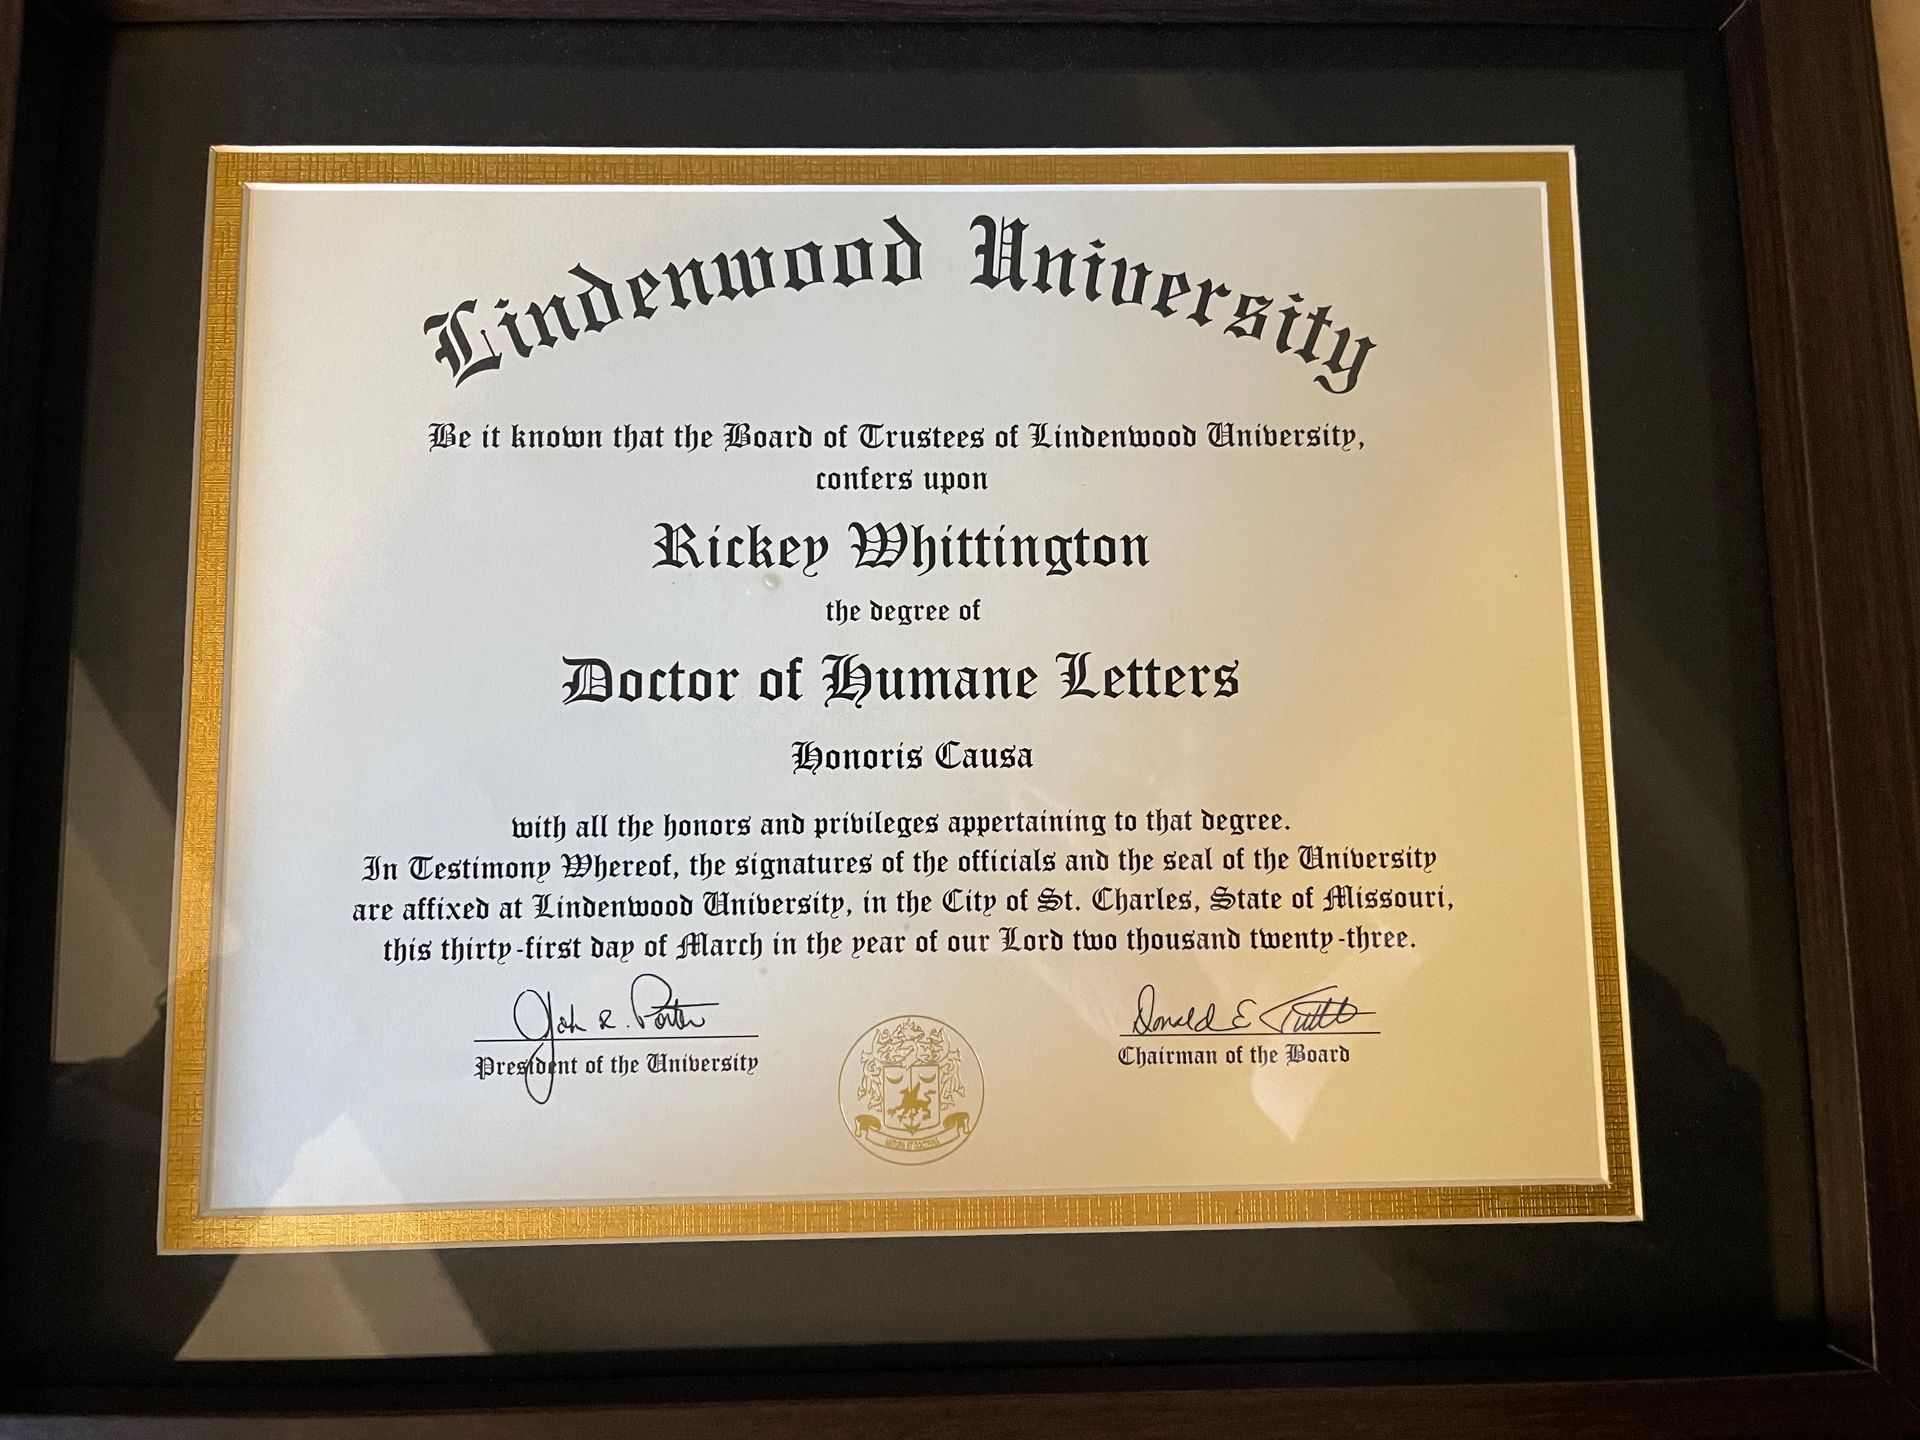 Lindenwood University
Be it known that the Board of Trustees of Lindenwood University,
confers upon
Rickey Whittington
the degree of
Doctor of Humane Letters
Honoris Causa
with all the honors and privileges appertaining to that degree.
In Testimony Whereof, the signatures of the officials and the seal of the University
are affixed at Lindenwood University, in the City of St. Charles, State of Missouri,
this thirty-first day of March in the year of our Lord two thousand twenty-three.
John R. Porter
Donald E
President of the University
Chairman of the Board